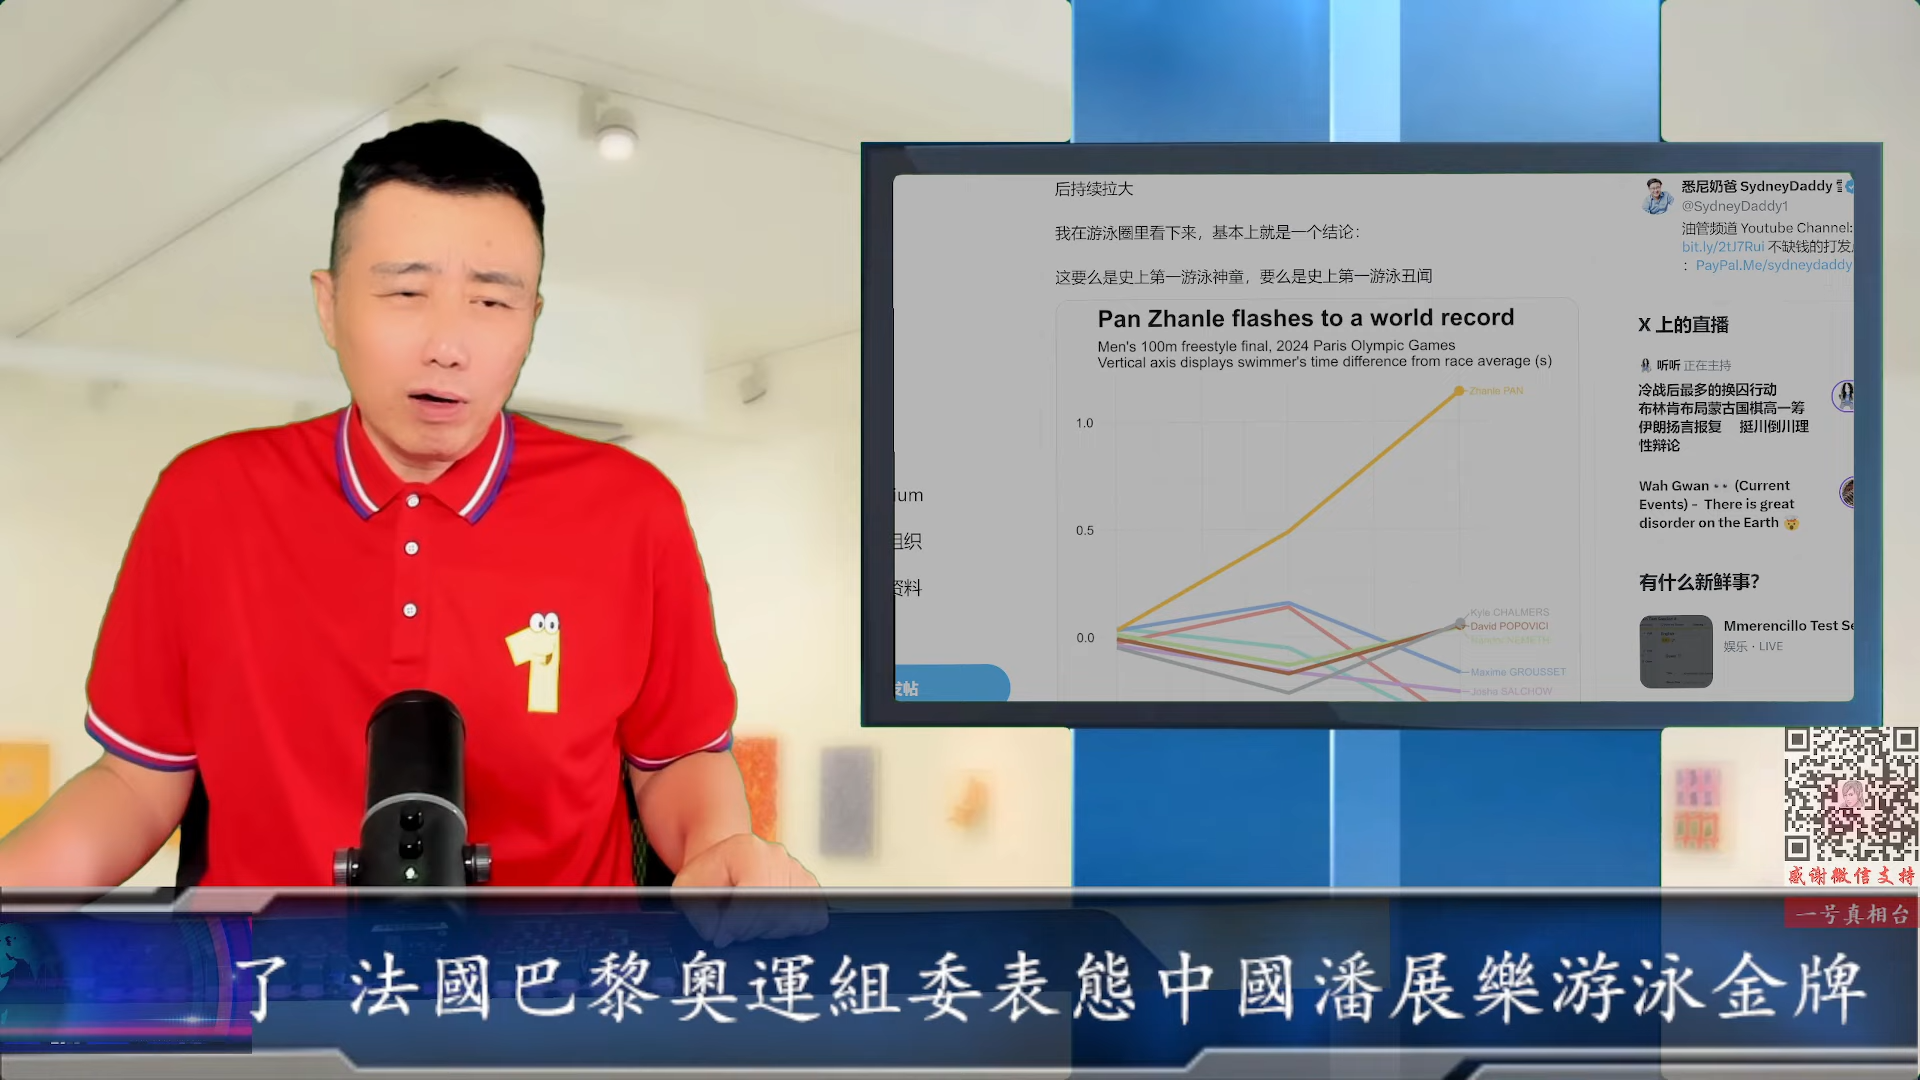 后持续拉大
我在游泳圈里看下来，基本上就是一个结论：
这要么是史上第一游泳神童，要么是史上第一游泳丑闻
Pan Zhanle flashes to a world record
Men's 100m freestyle final, 2024 Paris Olympic Games
Vertical axis displays swimmer's time difference from race average (s)
Zhanle PAN
1.0
0.5
0.0
Kyle CHALMERS
David POPOVICI
Maxime GROUSSET
Josha SALCHOW
ium
组织
资料
发帖
悉尼奶爸 SydneyDaddy
@SydneyDaddy1
油管频道 Youtube Channel:
bit.ly/2tJ7Rui 不缺钱的打发
： PayPal.Me/sydneydaddy
X 上的直播
听听 正在主持
冷战后最多的换囚行动
布林肯布局蒙古国棋高一筹
伊朗扬言报复 挺川倒川理
性辩论
Wah Gwan 👀 (Current
Events) - There is great
disorder on the Earth 🤯
有什么新鲜事？
Mmerencillo Test Se
娱乐 · LIVE
1
感谢微信支持
一号真相台
了 法國巴黎奧運組委表態中國潘展樂游泳金牌